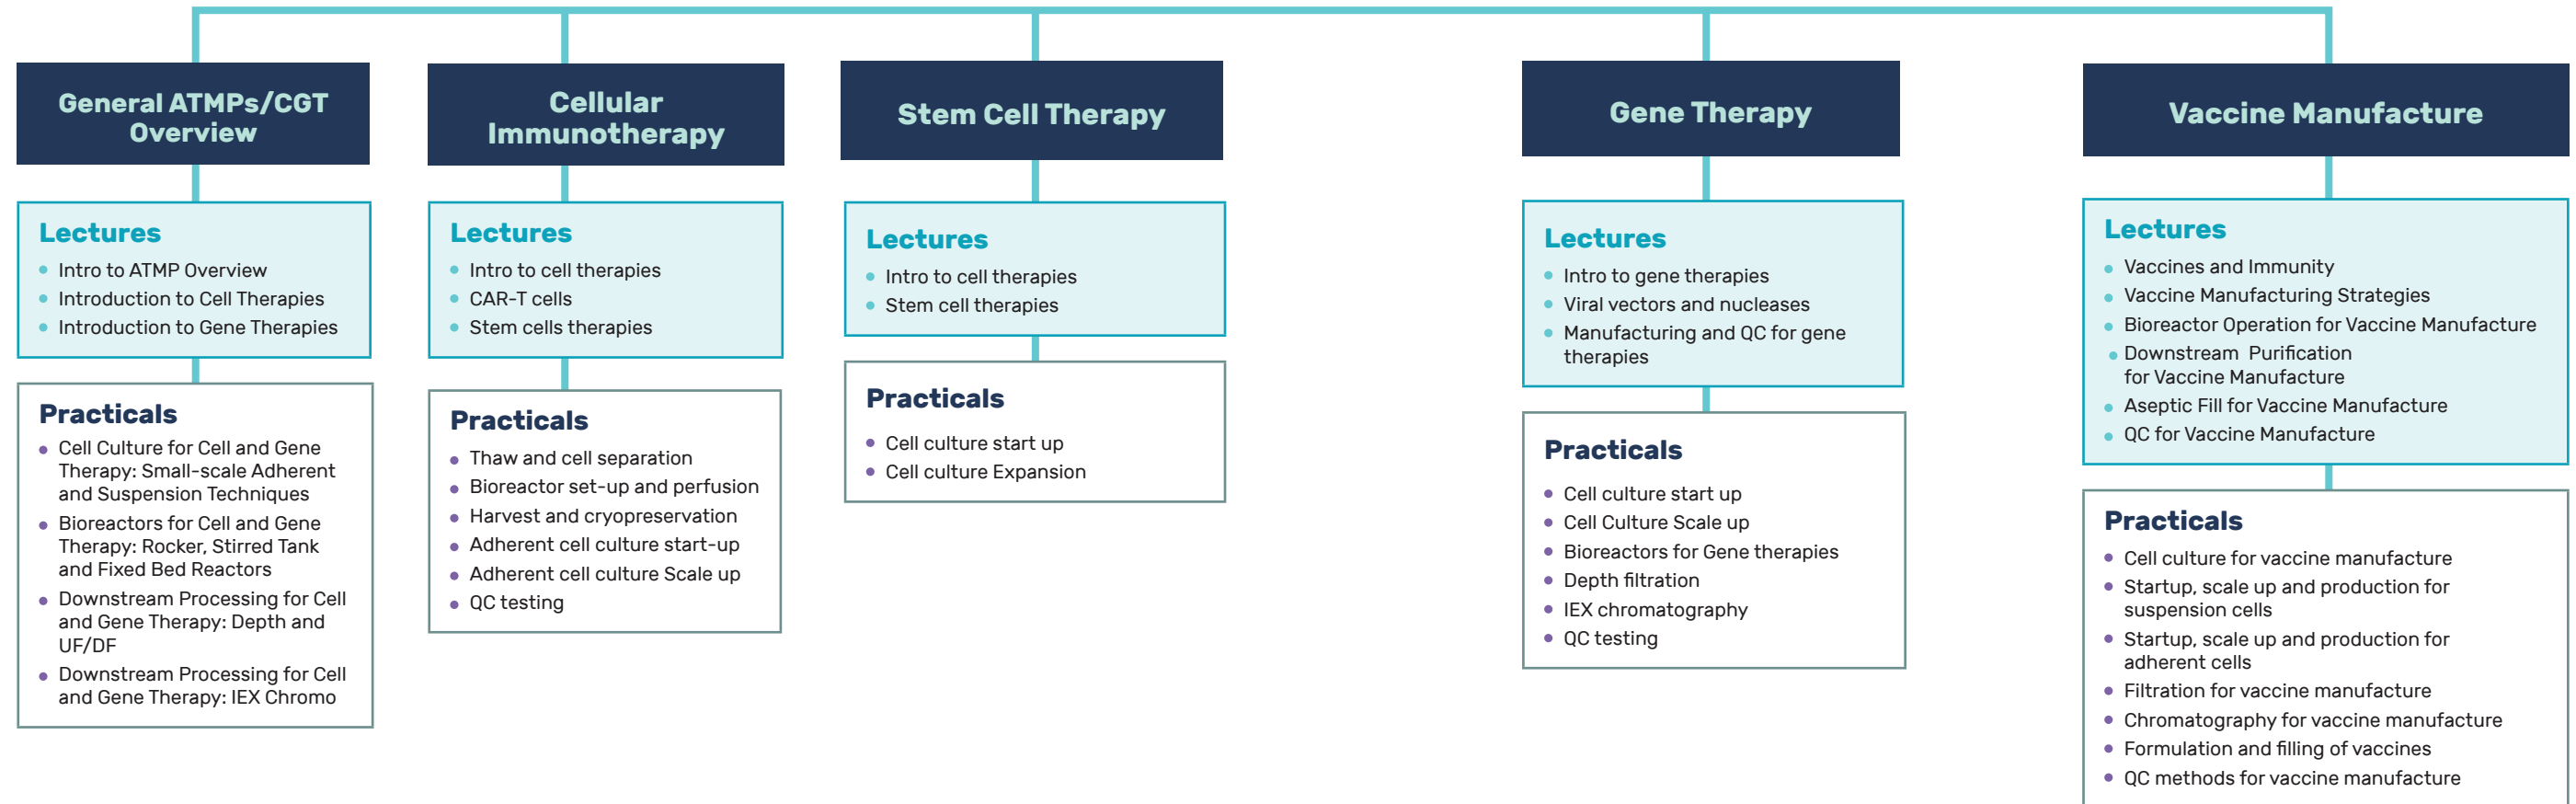 General ATMPs/CGT
Overview
Lectures
Intro to ATMP Overview
Introduction to Cell Therapies
Introduction to Gene Therapies
Practicals
Cell Culture for Cell and Gene
Therapy: Small-scale Adherent
and Suspension Techniques
Bioreactors for Cell and Gene
Therapy: Rocker, Stirred Tank
and Fixed Bed Reactors
Downstream Processing for Cell
and Gene Therapy: Depth and
UF/DF
Downstream Processing for Cell
and Gene Therapy: IEX Chromo
Cellular
Immunotherapy
Lectures
Intro to cell therapies
CAR-T cells
Stem cells therapies
Practicals
Thaw and cell separation
Bioreactor set-up and perfusion
Harvest and cryopreservation
Adherent cell culture start-up
Adherent cell culture Scale up
QC testing
Stem Cell Therapy
Lectures
Intro to cell therapies
Stem cell therapies
Practicals
Cell culture start up
Cell culture Expansion
Gene Therapy
Lectures
Intro to gene therapies
Viral vectors and nucleases
Manufacturing and QC for gene
therapies
Practicals
Cell culture start up
Cell Culture Scale up
Bioreactors for Gene therapies
Depth filtration
IEX chromatography
QC testing
Vaccine Manufacture
Lectures
Vaccines and Immunity
Vaccine Manufacturing Strategies
Bioreactor Operation for Vaccine Manufacture
Downstream Purification
for Vaccine Manufacture
Aseptic Fill for Vaccine Manufacture
QC for Vaccine Manufacture
Practicals
Cell culture for vaccine manufacture
Startup, scale up and production for
suspension cells
Startup, scale up and production for
adherent cells
Filtration for vaccine manufacture
Chromatography for vaccine manufacture
Formulation and filling of vaccines
QC methods for vaccine manufacture